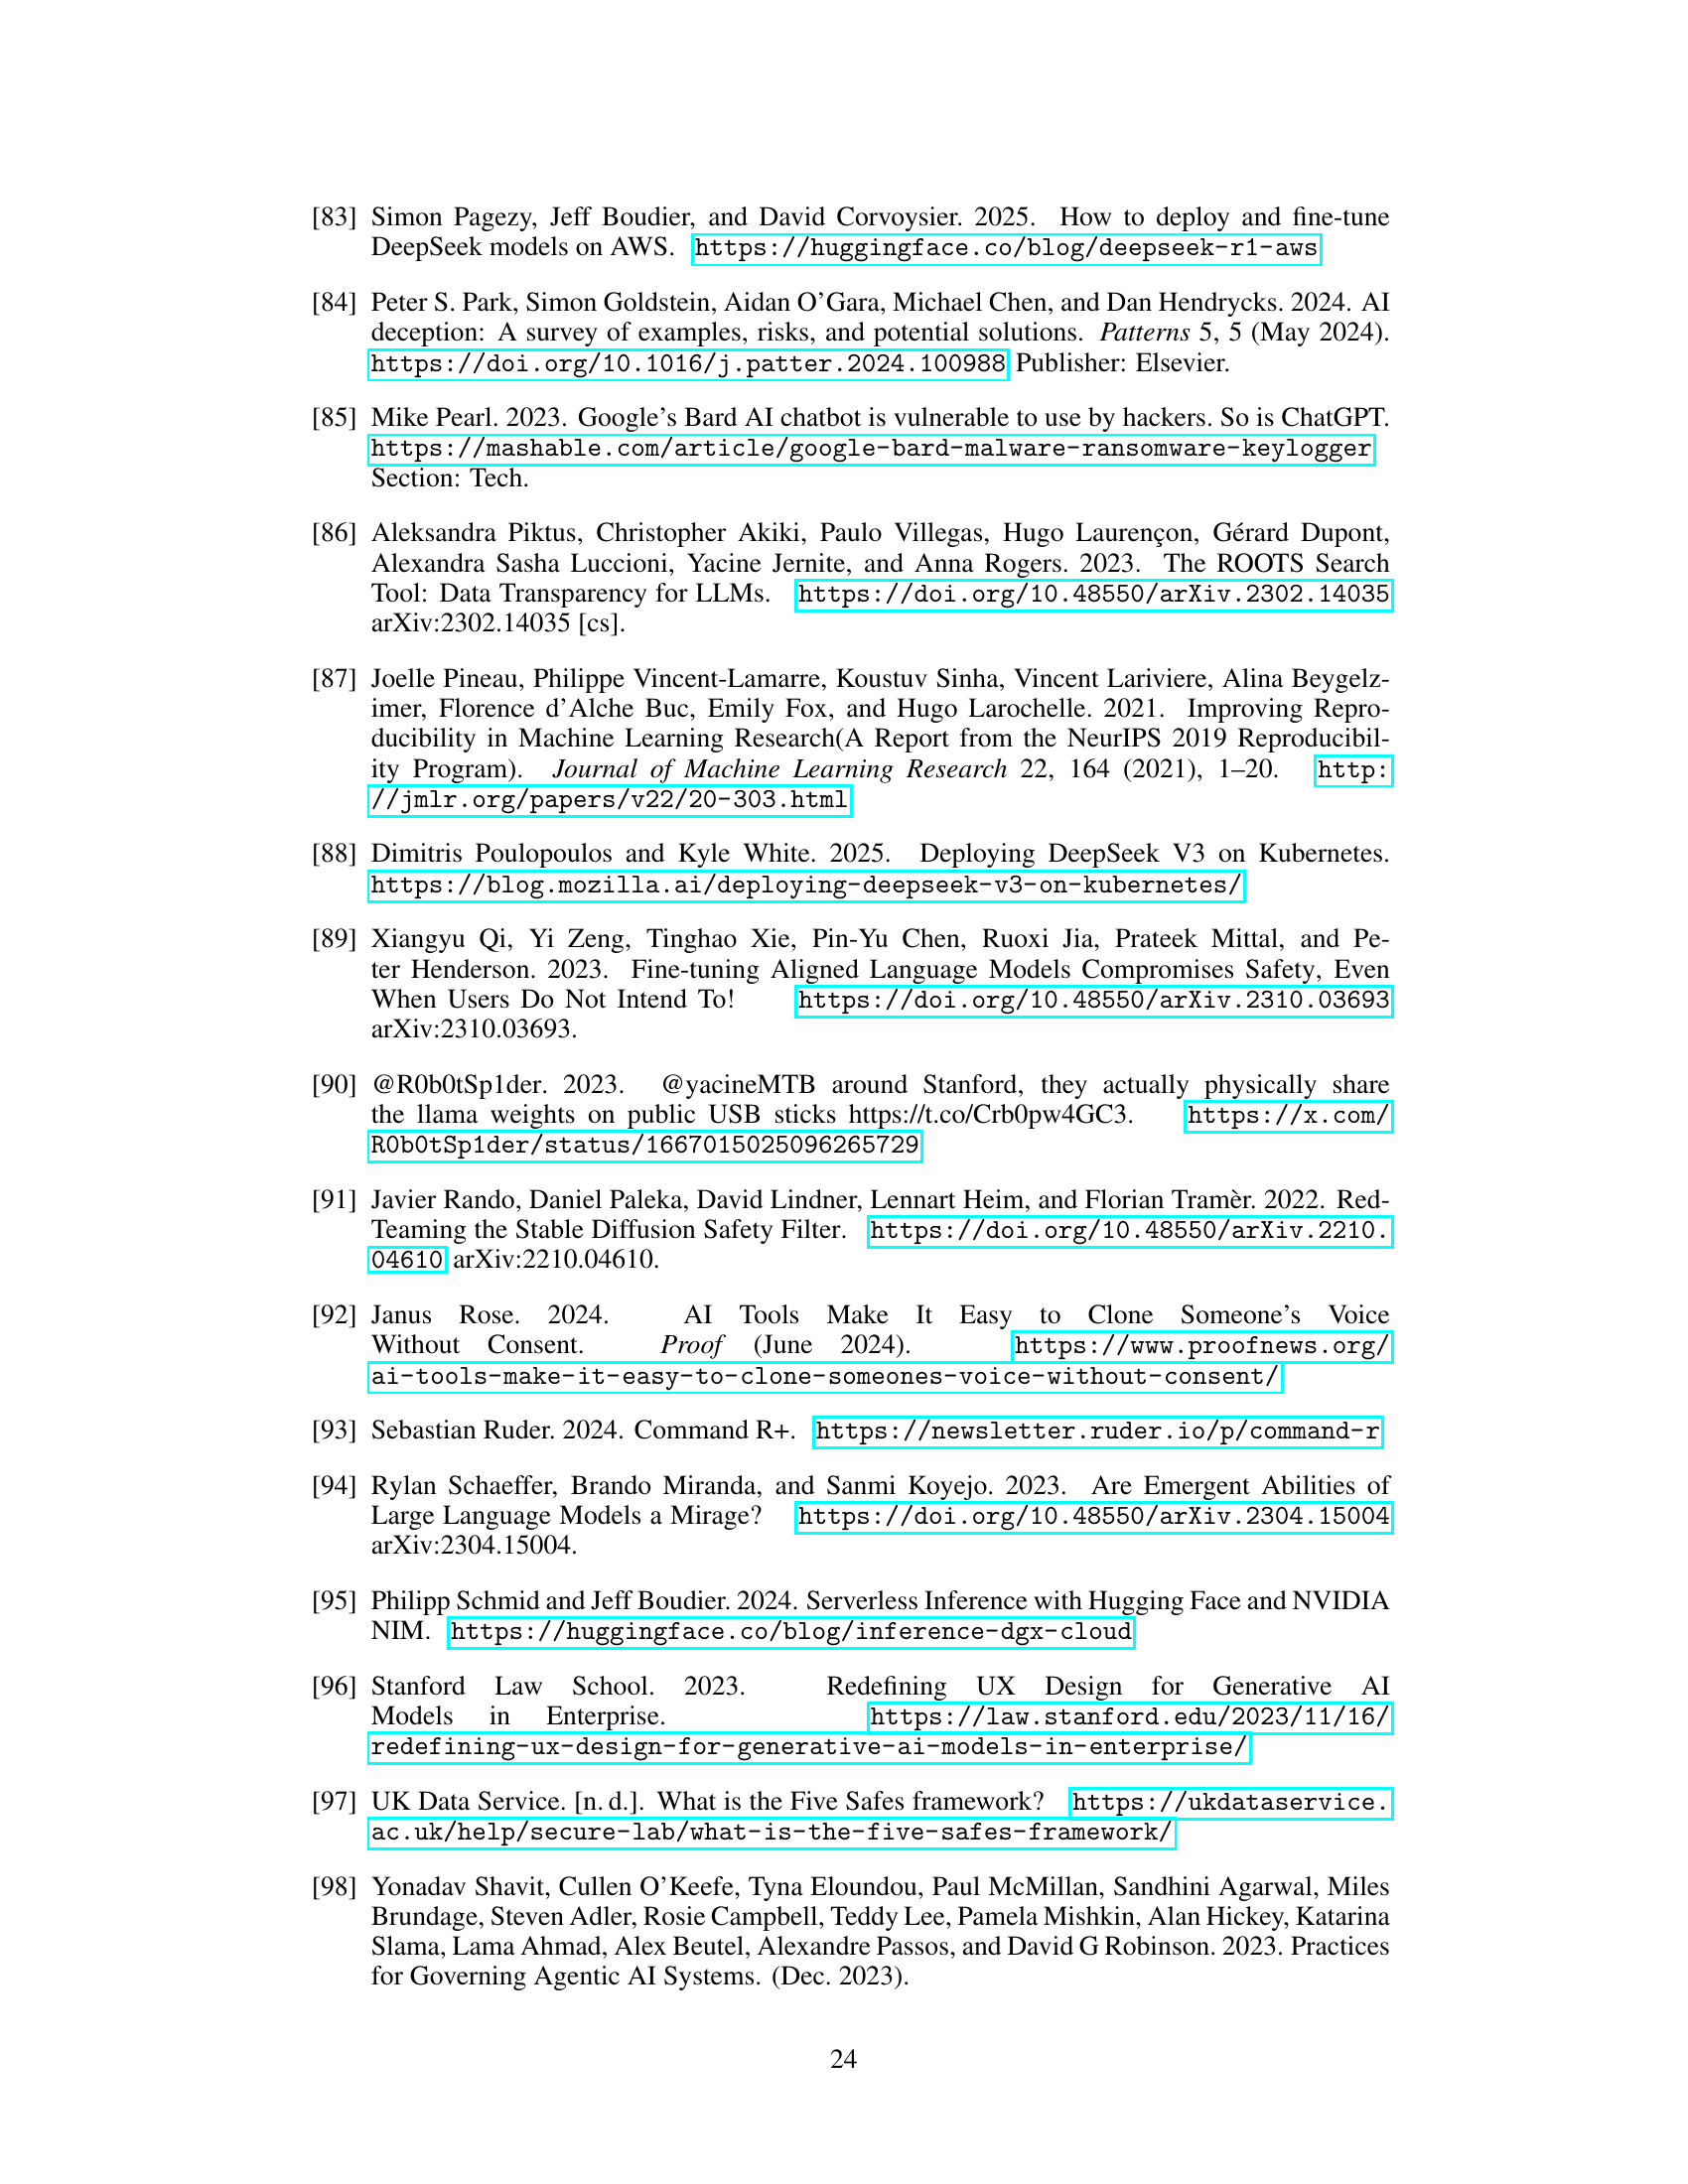 [83] Simon Pagezy, Jeff Boudier, and David Corvoysier. 2025. How to deploy and fine-tune
DeepSeek models on AWS. https://huggingface.co/blog/deepseek-r1-aws
[84] Peter S. Park, Simon Goldstein, Aidan O'Gara, Michael Chen, and Dan Hendrycks. 2024. AI
deception: A survey of examples, risks, and potential solutions. Patterns 5, 5 (May 2024).
https://doi.org/10.1016/j.patter.2024.100988 Publisher: Elsevier.
[85] Mike Pearl. 2023. Google's Bard AI chatbot is vulnerable to use by hackers. So is ChatGPT.
https://mashable.com/article/google-bard-malware-ransomware-keylogger
Section: Tech.
[86] Aleksandra Piktus, Christopher Akiki, Paulo Villegas, Hugo Laurençon, Gérard Dupont,
Alexandra Sasha Luccioni, Yacine Jernite, and Anna Rogers. 2023. The ROOTS Search
Tool: Data Transparency for LLMs. https://doi.org/10.48550/arXiv.2302.14035
arXiv:2302.14035 [cs].
[87] Joelle Pineau, Philippe Vincent-Lamarre, Koustuv Sinha, Vincent Lariviere, Alina Beygelz-
imer, Florence d'Alche Buc, Emily Fox, and Hugo Larochelle. 2021. Improving Repro-
ducibility in Machine Learning Research(A Report from the NeurIPS 2019 Reproducibil-
ity Program). Journal of Machine Learning Research 22, 164 (2021), 1–20. http:
//jmlr.org/papers/v22/20-303.html
[88] Dimitris Poulopoulos and Kyle White. 2025. Deploying DeepSeek V3 on Kubernetes.
https://blog.mozilla.ai/deploying-deepseek-v3-on-kubernetes/
[89] Xiangyu Qi, Yi Zeng, Tinghao Xie, Pin-Yu Chen, Ruoxi Jia, Prateek Mittal, and Pe-
ter Henderson. 2023. Fine-tuning Aligned Language Models Compromises Safety, Even
When Users Do Not Intend To! https://doi.org/10.48550/arXiv.2310.03693
arXiv:2310.03693.
[90] @R0b0tSp1der. 2023. @yacineMTB around Stanford, they actually physically share
the llama weights on public USB sticks https://t.co/Crb0pw4GC3. https://x.com/
R0b0tSp1der/status/1667015025096265729
[91] Javier Rando, Daniel Paleka, David Lindner, Lennart Heim, and Florian Tramèr. 2022. Red-
Teaming the Stable Diffusion Safety Filter. https://doi.org/10.48550/arXiv.2210.
04610 arXiv:2210.04610.
[92] Janus Rose. 2024. AI Tools Make It Easy to Clone Someone's Voice
Without Consent. Proof (June 2024). https://www.proofnews.org/
ai-tools-make-it-easy-to-clone-someones-voice-without-consent/
[93] Sebastian Ruder. 2024. Command R+. https://newsletter.ruder.io/p/command-r
[94] Rylan Schaeffer, Brando Miranda, and Sanmi Koyejo. 2023. Are Emergent Abilities of
Large Language Models a Mirage? https://doi.org/10.48550/arXiv.2304.15004
arXiv:2304.15004.
[95] Philipp Schmid and Jeff Boudier. 2024. Serverless Inference with Hugging Face and NVIDIA
NIM. https://huggingface.co/blog/inference-dgx-cloud
[96] Stanford Law School. 2023. Redefining UX Design for Generative AI
Models in Enterprise. https://law.stanford.edu/2023/11/16/
redefining-ux-design-for-generative-ai-models-in-enterprise/
[97] UK Data Service. [n. d.]. What is the Five Safes framework? https://ukdataservice.
ac.uk/help/secure-lab/what-is-the-five-safes-framework/
[98] Yonadav Shavit, Cullen O'Keefe, Tyna Eloundou, Paul McMillan, Sandhini Agarwal, Miles
Brundage, Steven Adler, Rosie Campbell, Teddy Lee, Pamela Mishkin, Alan Hickey, Katarina
Slama, Lama Ahmad, Alex Beutel, Alexandre Passos, and David G Robinson. 2023. Practices
for Governing Agentic AI Systems. (Dec. 2023).
24